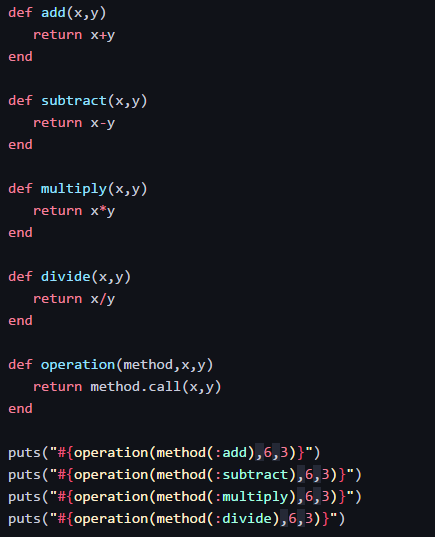 def add(x,y)
   return x+y
end

def subtract(x,y)
   return x-y
end

def multiply(x,y)
   return x*y
end

def divide(x,y)
   return x/y
end

def operation(method,x,y)
   return method.call(x,y)
end

puts("#{operation(method(:add),6,3)}")
puts("#{operation(method(:subtract),6,3)}")
puts("#{operation(method(:multiply),6,3)}")
puts("#{operation(method(:divide),6,3)}")